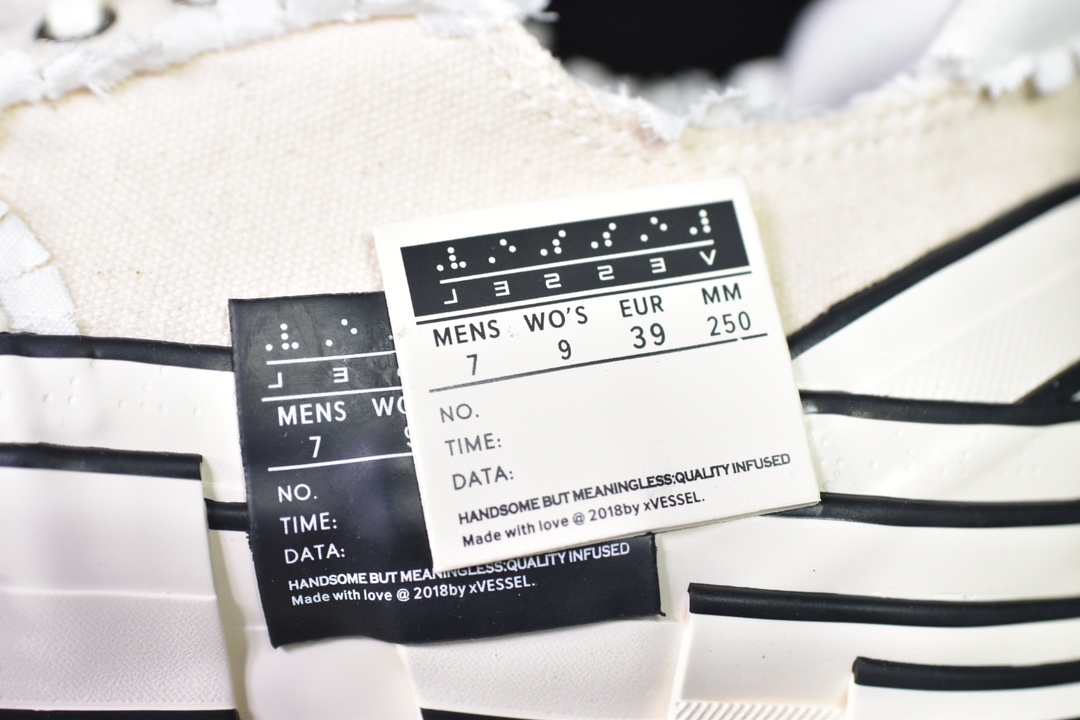 ⅃ Ǝ Ƨ Ƨ Ǝ V
MENS WO'S EUR MM
7 9 39 250
NO.
TIME:
DATA:
HANDSOME BUT MEANINGLESS:QUALITY INFUSED
Made with love @ 2018by xVESSEL.
⅃ Ǝ
MENS WO
7
NO.
TIME:
DATA:
HANDSOME BUT MEANINGLESS:QUALITY INFUSED
Made with love @ 2018by xVESSEL.